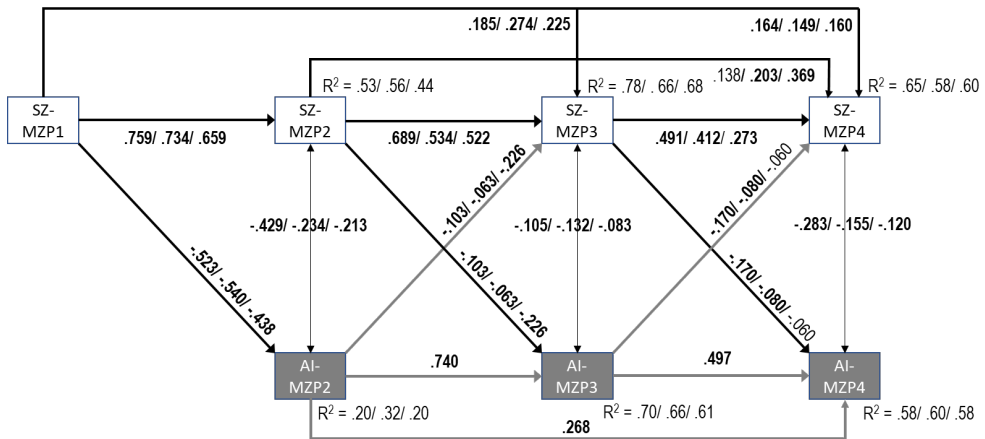 .185/ .274/ .225
.164/ .149/ .160
R² = .53/ .56/ .44
.138/ .203/ .369
R² = .78/ .66/ .68
R² = .65/ .58/ .60
SZ-
MZP1
SZ-
MZP2
SZ-
MZP3
SZ-
MZP4
.759/ .734/ .659
.689/ .534/ .522
.491/ .412/ .273
-.103/ -.063/ -.226
-.170/ -.080/ -.060
-.429/ -.234/ -.213
-.105/ -.132/ -.083
-.283/ -.155/ -.120
-.523/ -.540/ -.438
-.103/ -.063/ -.226
-.170/ -.080/ -.060
AI-
MZP2
.740
AI-
MZP3
.497
AI-
MZP4
R² = .20/ .32/ .20
R² = .70/ .66/ .61
R² = .58/ .60/ .58
.268